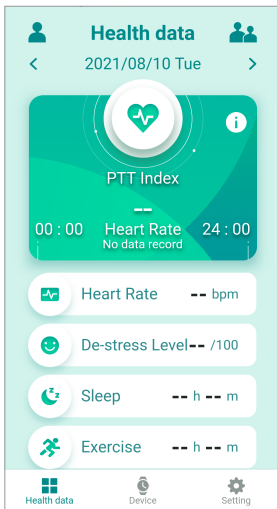 Health data
< 2021/08/10 Tue >
i
PTT Index
--
00 : 00 Heart Rate 24 : 00
No data record
Heart Rate -- bpm
De-stress Level-- /100
Sleep -- h -- m
Exercise -- h -- m
Health data Device Setting